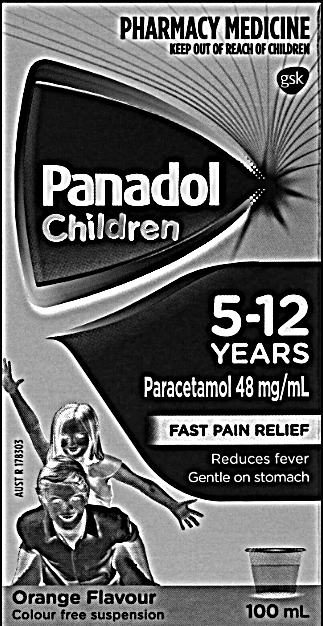 PHARMACY MEDICINE
KEEP OUT OF REACH OF CHILDREN
gsk
Panadol
Children
5-12
YEARS
Paracetamol 48 mg/mL
FAST PAIN RELIEF
Reduces fever
Gentle on stomach
AUST R 178303
Orange Flavour
Colour free suspension
100 mL